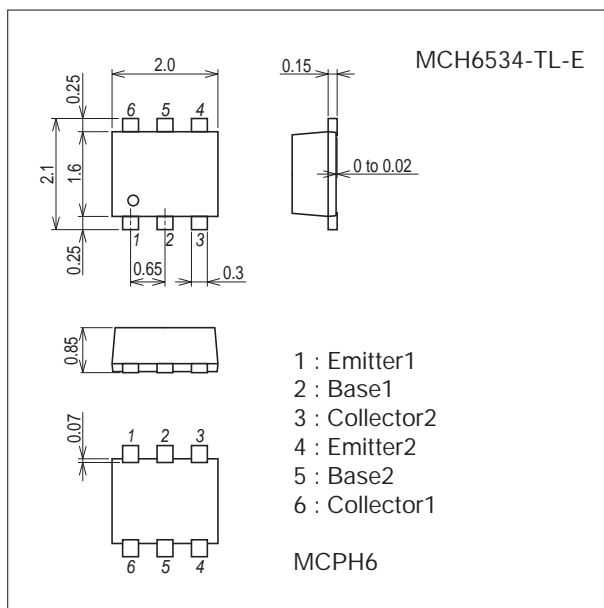 MCH6534-TL-E
2.0
0.15
0.25
6 5 4
2.1
1.6
0 to 0.02
0.25
1 2 3
0.65
0.3
0.85
1 : Emitter1
2 : Base1
3 : Collector2
4 : Emitter2
5 : Base2
6 : Collector1
0.07
1 2 3
6 5 4
MCPH6